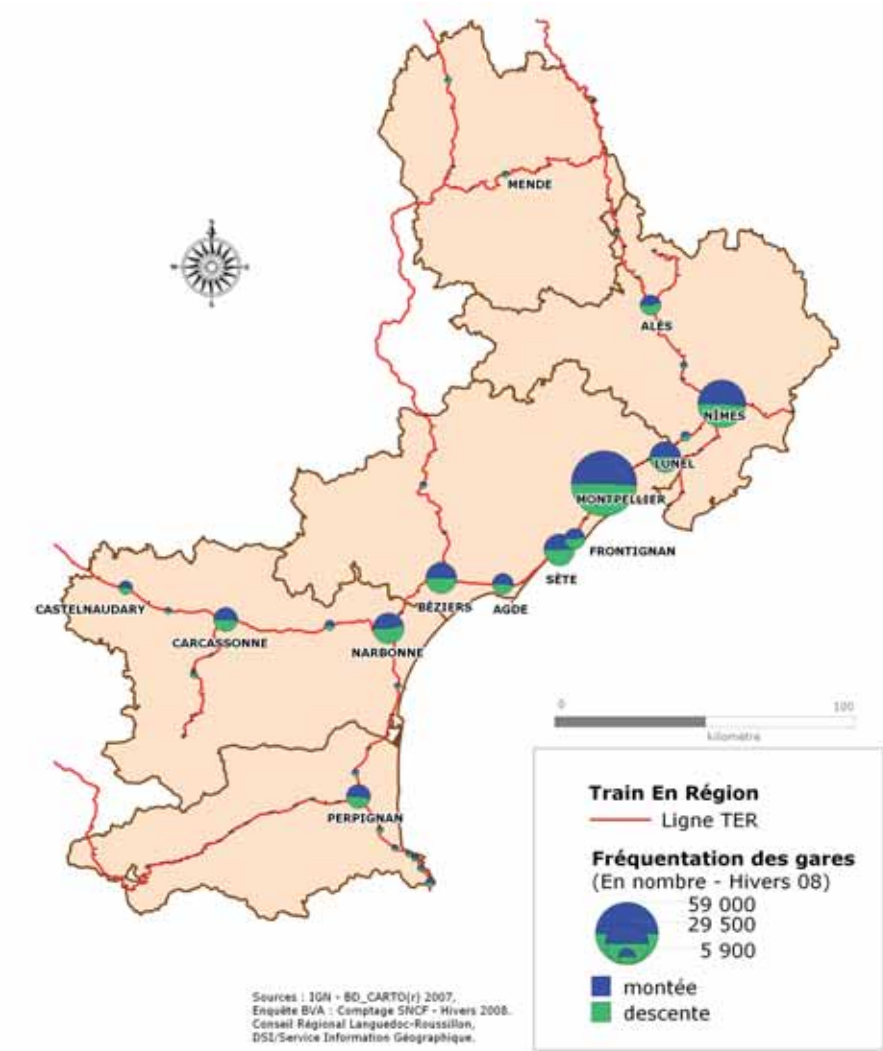 MENDE
ALÈS
NÎMES
LUNEL
MONTPELLIER
FRONTIGNAN
SÈTE
BÉZIERS
AGDE
CASTELNAUDARY
CARCASSONNE
NARBONNE
0 100
kilomètre
PERPIGNAN
Train En Région
Ligne TER
Fréquentation des gares
(En nombre - Hivers 08)
59 000
29 500
5 900
montée
descente
Sources : IGN - BD_CARTO(r) 2007,
Enquête BVA : Comptage SNCF - Hivers 2008.
Conseil Régional Languedoc-Roussillon,
DSI/Service Information Géographique.